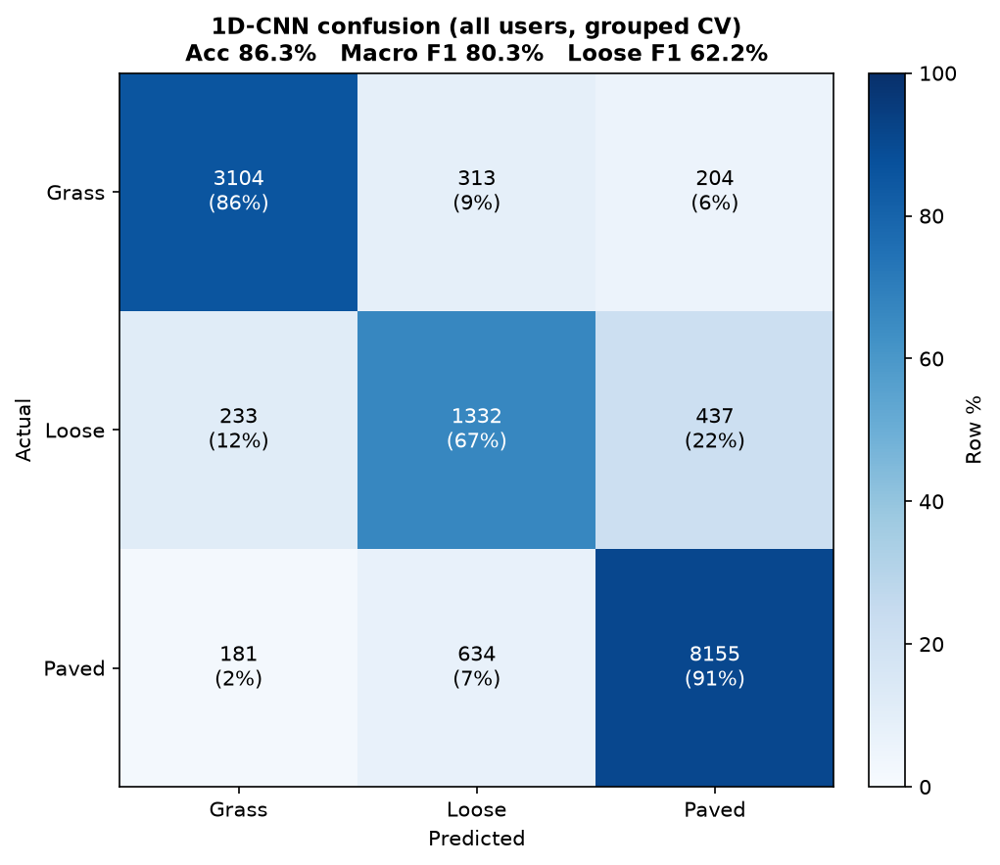 1D-CNN confusion (all users, grouped CV)
Acc 86.3%   Macro F1 80.3%   Loose F1 62.2%
100
80
60
40
20
0
Row %
Actual
Grass
3104
(86%)
313
(9%)
204
(6%)
Loose
233
(12%)
1332
(67%)
437
(22%)
Paved
181
(2%)
634
(7%)
8155
(91%)
Grass
Loose
Paved
Predicted